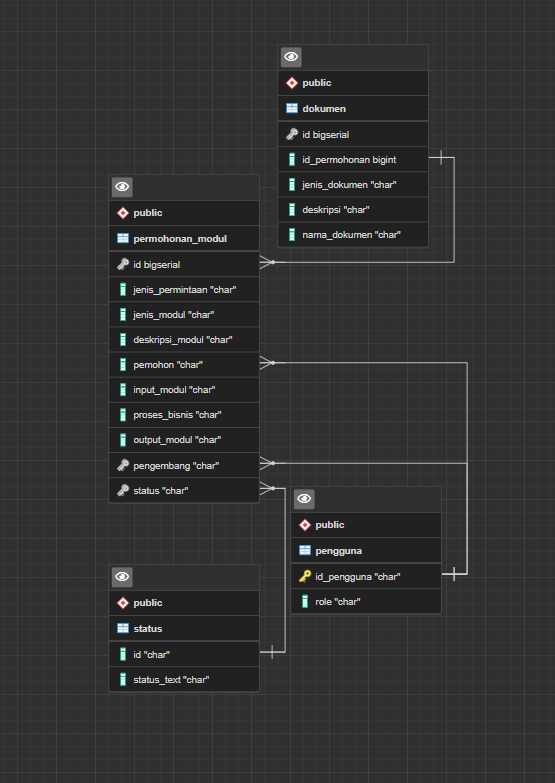 public
dokumen
id bigserial
id_permohonan bigint
jenis_dokumen "char"
deskripsi "char"
nama_dokumen "char"
public
permohonan_modul
id bigserial
jenis_permintaan "char"
jenis_modul "char"
deskripsi_modul "char"
pemohon "char"
input_modul "char"
proses_bisnis "char"
output_modul "char"
pengembang "char"
status "char"
public
pengguna
id_pengguna "char"
role "char"
public
status
id "char"
status_text "char"